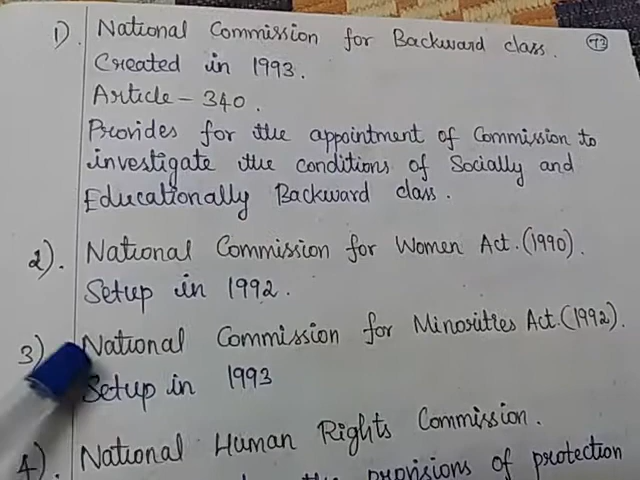 1). National Commission for Backward class. 73
Created in 1993.
Article - 340.
Provides for the appointment of Commission to
investigate the conditions of Socially and
Educationally Backward class.
2). National Commission for Women Act. (1990).
Setup in 1992.
3) National Commission for Minorities Act. (1992).
Setup in 1993
4). National Human Rights Commission.
the provisions of protection